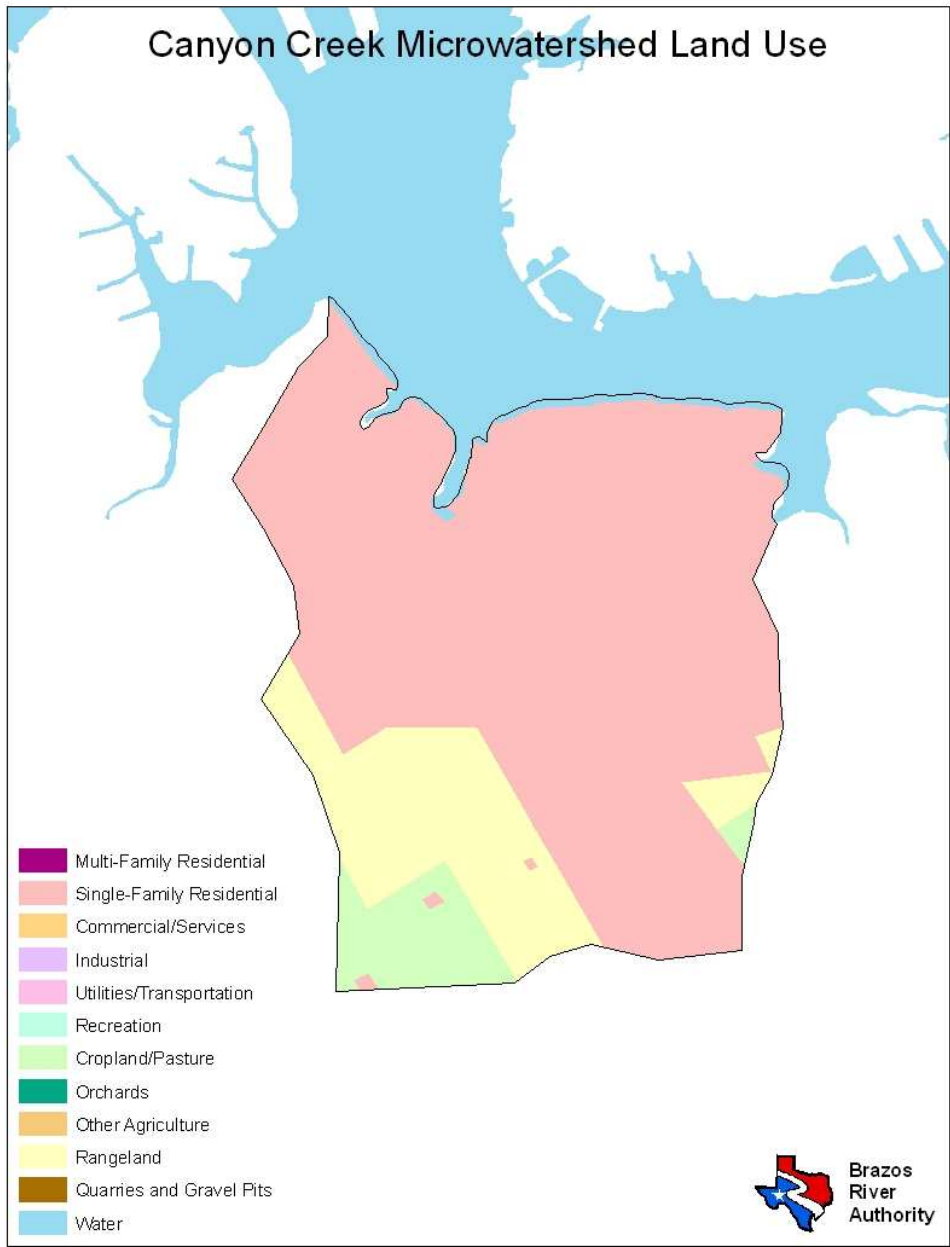 Canyon Creek Microwatershed Land Use
Multi-Family Residential
Single-Family Residential
Commercial/Services
Industrial
Utilities/Transportation
Recreation
Cropland/Pasture
Orchards
Other Agriculture
Rangeland
Quarries and Gravel Pits
Water
Brazos
River
Authority